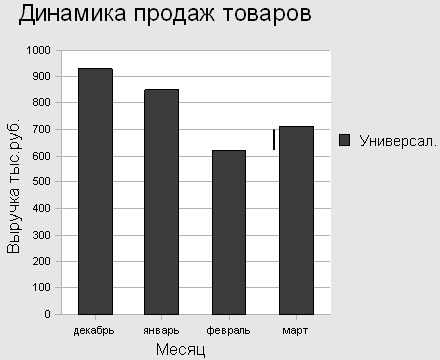 Динамика продаж товаров
Выручка тыс.руб.
1000
900
800
700
600
500
400
300
200
100
0
декабрь
январь
февраль
март
Месяц
Универсал.